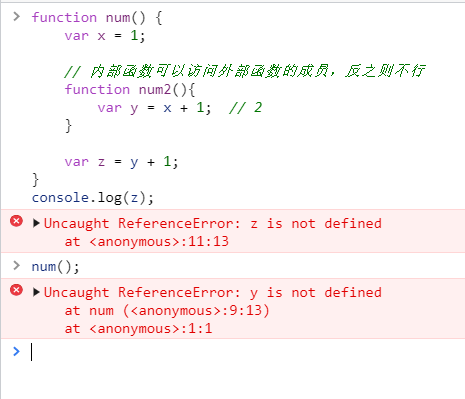 function num() {
    var x = 1;
    // 内部函数可以访问外部函数的成员，反之则不行
    function num2(){
        var y = x + 1;  // 2
    }
    var z = y + 1;
}
console.log(z);
Uncaught ReferenceError: z is not defined
    at <anonymous>:11:13
num();
Uncaught ReferenceError: y is not defined
    at num (<anonymous>:9:13)
    at <anonymous>:1:1